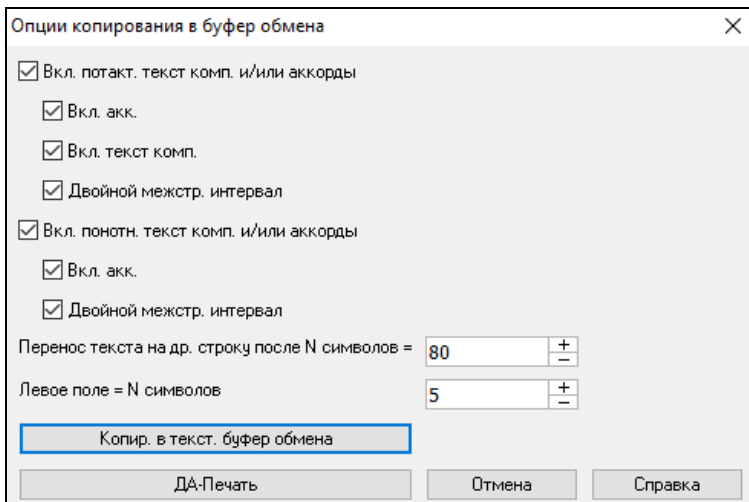 Опции копирования в буфер обмена
Вкл. потакт. текст комп. и/или аккорды
Вкл. акк.
Вкл. текст комп.
Двойной межстр. интервал
Вкл. понотн. текст комп. и/или аккорды
Вкл. акк.
Двойной межстр. интервал
Перенос текста на др. строку после N символов = 80
Левое поле = N символов 5
Копир. в текст. буфер обмена
ДА-Печать Отмена Справка